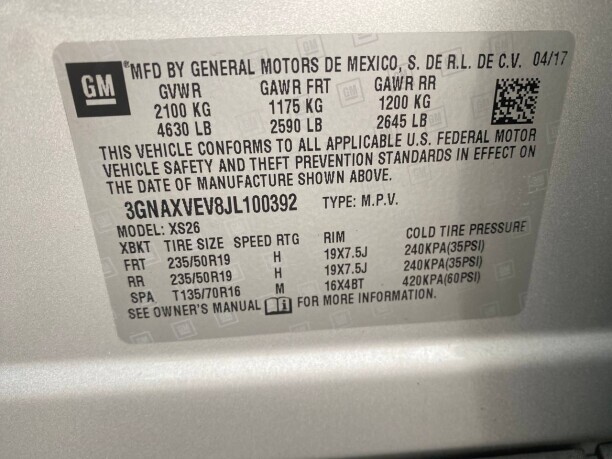 GM
*MFD BY GENERAL MOTORS DE MEXICO, S. DE R.L. DE C.V. 04/17
GVWR GAWR FRT GAWR RR
2100 KG 1175 KG 1200 KG
4630 LB 2590 LB 2645 LB
THIS VEHICLE CONFORMS TO ALL APPLICABLE U.S. FEDERAL MOTOR
VEHICLE SAFETY AND THEFT PREVENTION STANDARDS IN EFFECT ON
THE DATE OF MANUFACTURE SHOWN ABOVE.
3GNAXVEV8JL100392 TYPE: M.P.V.
MODEL: XS26
XBKT TIRE SIZE SPEED RTG RIM COLD TIRE PRESSURE
FRT 235/50R19 H 19X7.5J 240KPA(35PSI)
RR 235/50R19 H 19X7.5J 240KPA(35PSI)
SPA T135/70R16 M 16X4BT 420KPA(60PSI)
SEE OWNER'S MANUAL FOR MORE INFORMATION.